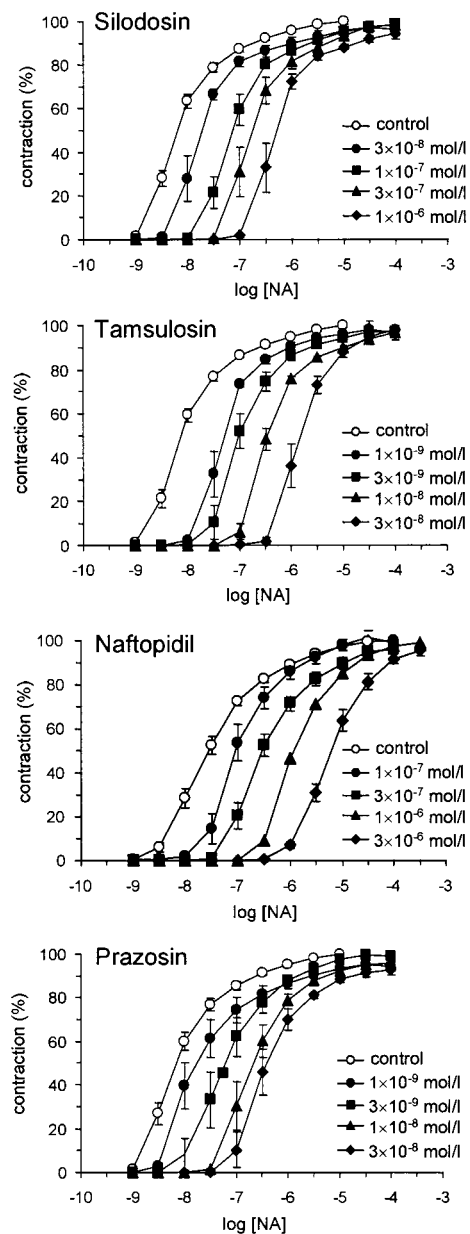 Silodosin
contraction (%)
100
80
60
40
20
0
control
3×10⁻⁸ mol/l
1×10⁻⁷ mol/l
3×10⁻⁷ mol/l
1×10⁻⁶ mol/l
-10 -9 -8 -7 -6 -5 -4 -3
log [NA]
Tamsulosin
contraction (%)
100
80
60
40
20
0
control
1×10⁻⁹ mol/l
3×10⁻⁹ mol/l
1×10⁻⁸ mol/l
3×10⁻⁸ mol/l
-10 -9 -8 -7 -6 -5 -4 -3
log [NA]
Naftopidil
contraction (%)
100
80
60
40
20
0
control
1×10⁻⁷ mol/l
3×10⁻⁷ mol/l
1×10⁻⁶ mol/l
3×10⁻⁶ mol/l
-10 -9 -8 -7 -6 -5 -4 -3
log [NA]
Prazosin
contraction (%)
100
80
60
40
20
0
control
1×10⁻⁹ mol/l
3×10⁻⁹ mol/l
1×10⁻⁸ mol/l
3×10⁻⁸ mol/l
-10 -9 -8 -7 -6 -5 -4 -3
log [NA]